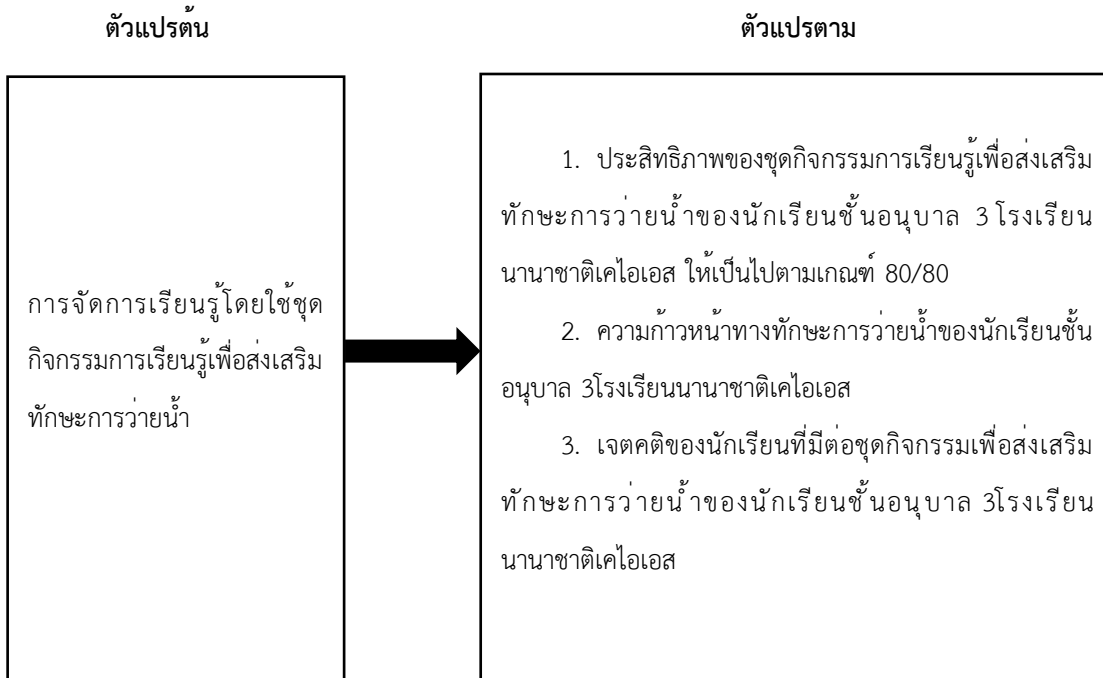 ตัวแปรต้น
ตัวแปรตาม
การจัดการเรียนรู้โดยใช้ชุด
กิจกรรมการเรียนรู้เพื่อส่งเสริม
ทักษะการว่ายน้ำ
1. ประสิทธิภาพของชุดกิจกรรมการเรียนรู้เพื่อส่งเสริม
ทักษะการว่ายน้ำของนักเรียนชั้นอนุบาล 3 โรงเรียน
นานาชาติเคไอเอส ให้เป็นไปตามเกณฑ์ 80/80
2. ความก้าวหน้าทางทักษะการว่ายน้ำของนักเรียนชั้น
อนุบาล 3โรงเรียนนานาชาติเคไอเอส
3. เจตคติของนักเรียนที่มีต่อชุดกิจกรรมเพื่อส่งเสริม
ทักษะการว่ายน้ำของนักเรียนชั้นอนุบาล 3โรงเรียน
นานาชาติเคไอเอส